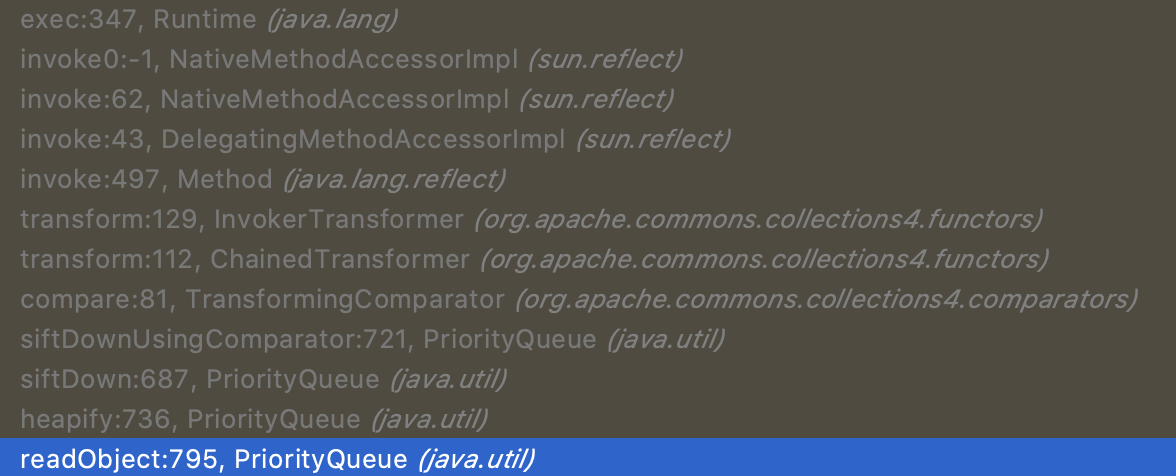 exec:347, Runtime (java.lang)
invoke0:-1, NativeMethodAccessorImpl (sun.reflect)
invoke:62, NativeMethodAccessorImpl (sun.reflect)
invoke:43, DelegatingMethodAccessorImpl (sun.reflect)
invoke:497, Method (java.lang.reflect)
transform:129, InvokerTransformer (org.apache.commons.collections4.functors)
transform:112, ChainedTransformer (org.apache.commons.collections4.functors)
compare:81, TransformingComparator (org.apache.commons.collections4.comparators)
siftDownUsingComparator:721, PriorityQueue (java.util)
siftDown:687, PriorityQueue (java.util)
heapify:736, PriorityQueue (java.util)
readObject:795, PriorityQueue (java.util)